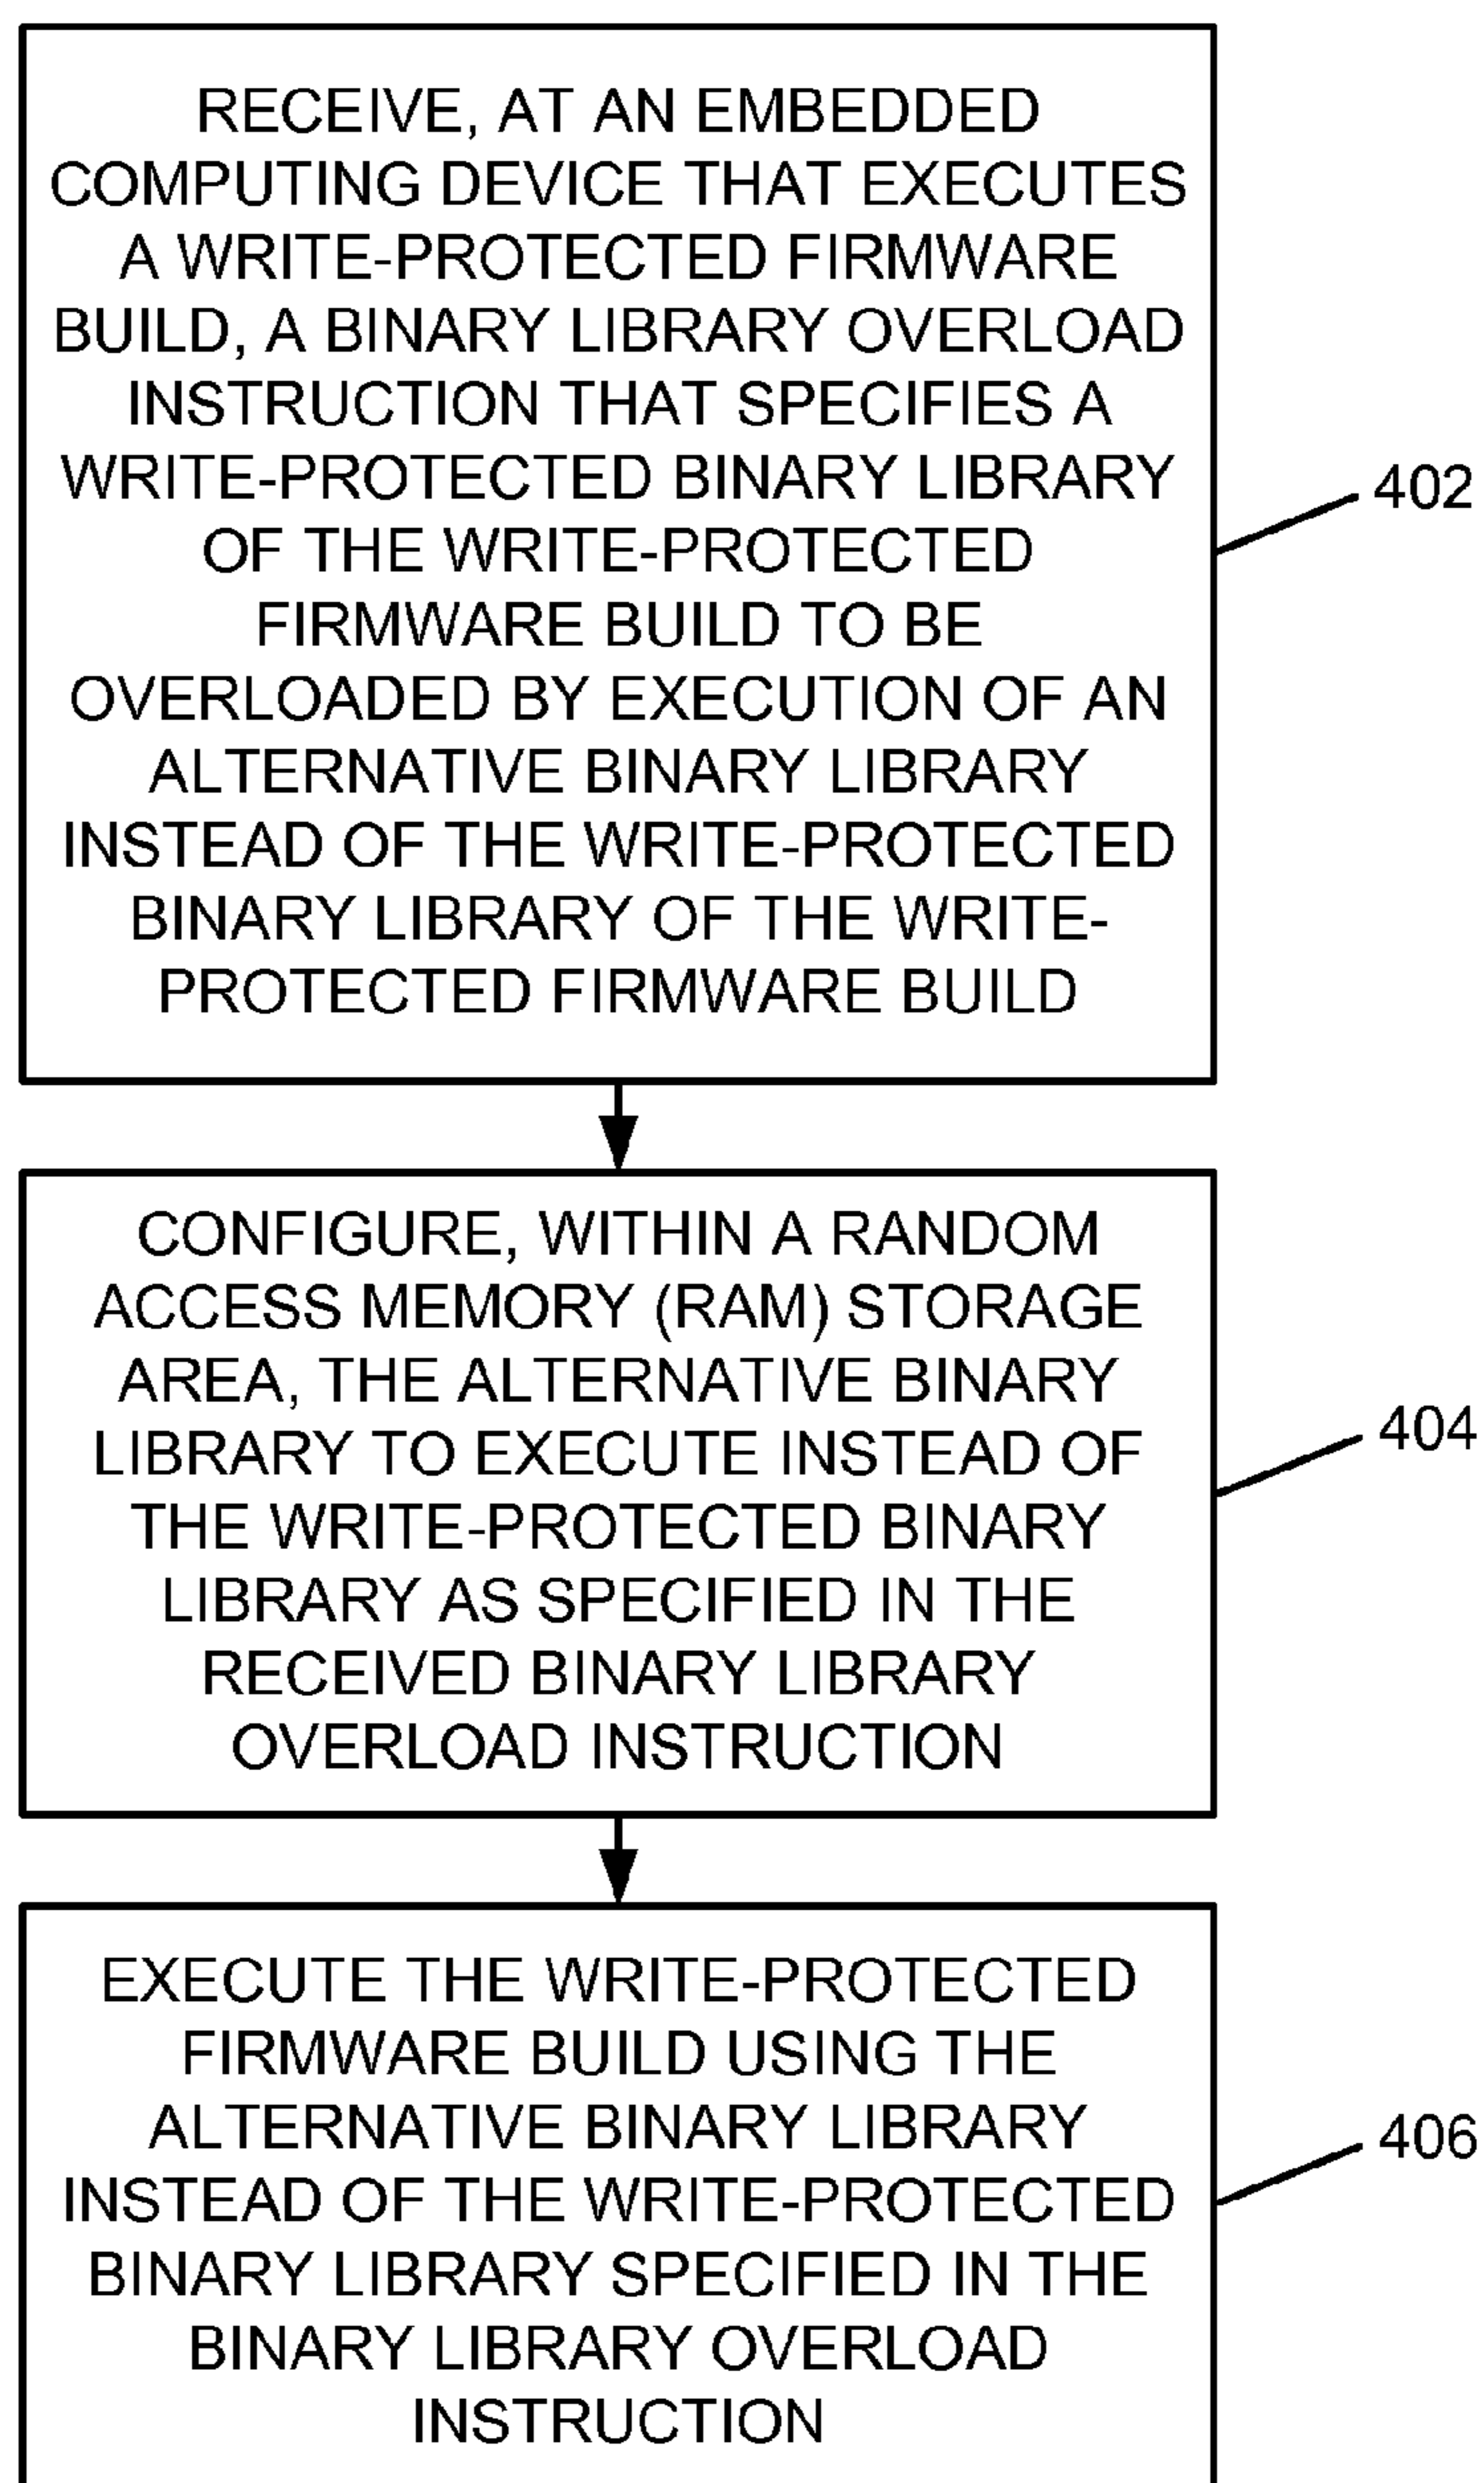 RECEIVE, AT AN EMBEDDED
COMPUTING DEVICE THAT EXECUTES
A WRITE-PROTECTED FIRMWARE
BUILD, A BINARY LIBRARY OVERLOAD
INSTRUCTION THAT SPECIFIES A
WRITE-PROTECTED BINARY LIBRARY
OF THE WRITE-PROTECTED
FIRMWARE BUILD TO BE
OVERLOADED BY EXECUTION OF AN
ALTERNATIVE BINARY LIBRARY
INSTEAD OF THE WRITE-PROTECTED
BINARY LIBRARY OF THE WRITE-
PROTECTED FIRMWARE BUILD
402
CONFIGURE, WITHIN A RANDOM
ACCESS MEMORY (RAM) STORAGE
AREA, THE ALTERNATIVE BINARY
LIBRARY TO EXECUTE INSTEAD OF
THE WRITE-PROTECTED BINARY
LIBRARY AS SPECIFIED IN THE
RECEIVED BINARY LIBRARY
OVERLOAD INSTRUCTION
404
EXECUTE THE WRITE-PROTECTED
FIRMWARE BUILD USING THE
ALTERNATIVE BINARY LIBRARY
INSTEAD OF THE WRITE-PROTECTED
BINARY LIBRARY SPECIFIED IN THE
BINARY LIBRARY OVERLOAD
INSTRUCTION
406